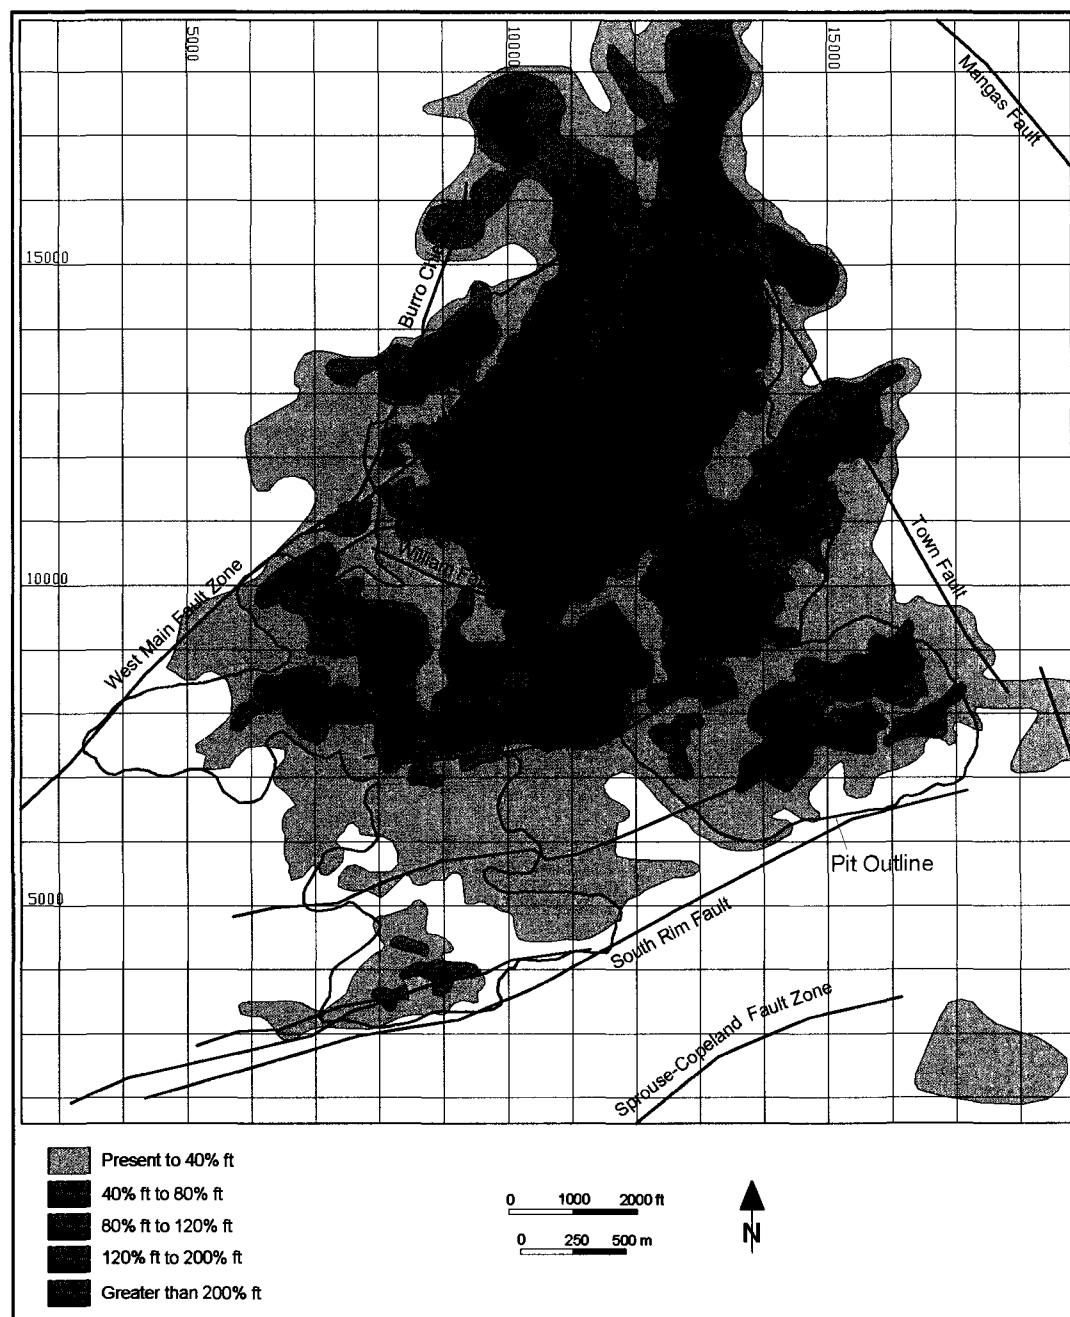 5000
10000
15000
Mangas Fault
15000
Burro Chief
10000
West Main Fault Zone
Town Fault
5000
Pit Outline
South Rim Fault
Sprouse-Copeland Fault Zone
Present to 40% ft
40% ft to 80% ft
80% ft to 120% ft
120% ft to 200% ft
Greater than 200% ft
0 1000 2000 ft
0 250 500 m
N